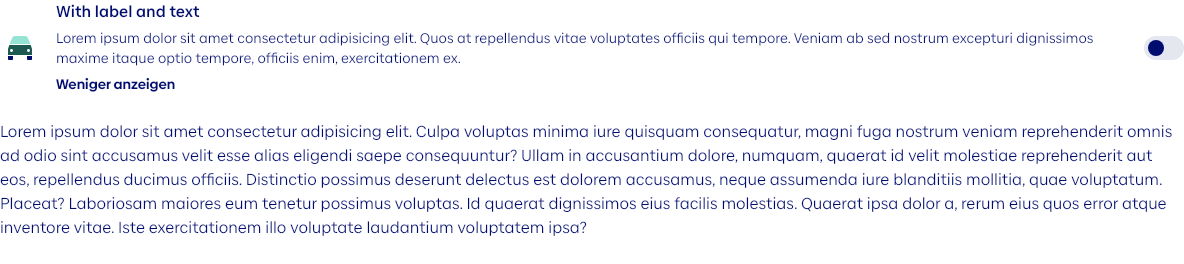 With label and text
Lorem ipsum dolor sit amet consectetur adipisicing elit. Quos at repellendus vitae voluptates officiis qui tempore. Veniam ab sed nostrum excepturi dignissimos
maxime itaque optio tempore, officiis enim, exercitationem ex.
Weniger anzeigen
Lorem ipsum dolor sit amet consectetur adipisicing elit. Culpa voluptas minima iure quisquam consequatur, magni fuga nostrum veniam reprehenderit omnis
ad odio sint accusamus velit esse alias eligendi saepe consequuntur? Ullam in accusantium dolore, numquam, quaerat id velit molestiae reprehenderit aut
eos, repellendus ducimus officiis. Distinctio possimus deserunt delectus est dolorem accusamus, neque assumenda iure blanditiis mollitia, quae voluptatum.
Placeat? Laboriosam maiores eum tenetur possimus voluptas. Id quaerat dignissimos eius facilis molestias. Quaerat ipsa dolor a, rerum eius quos error atque
inventore vitae. Iste exercitationem illo voluptate laudantium voluptatem ipsa?